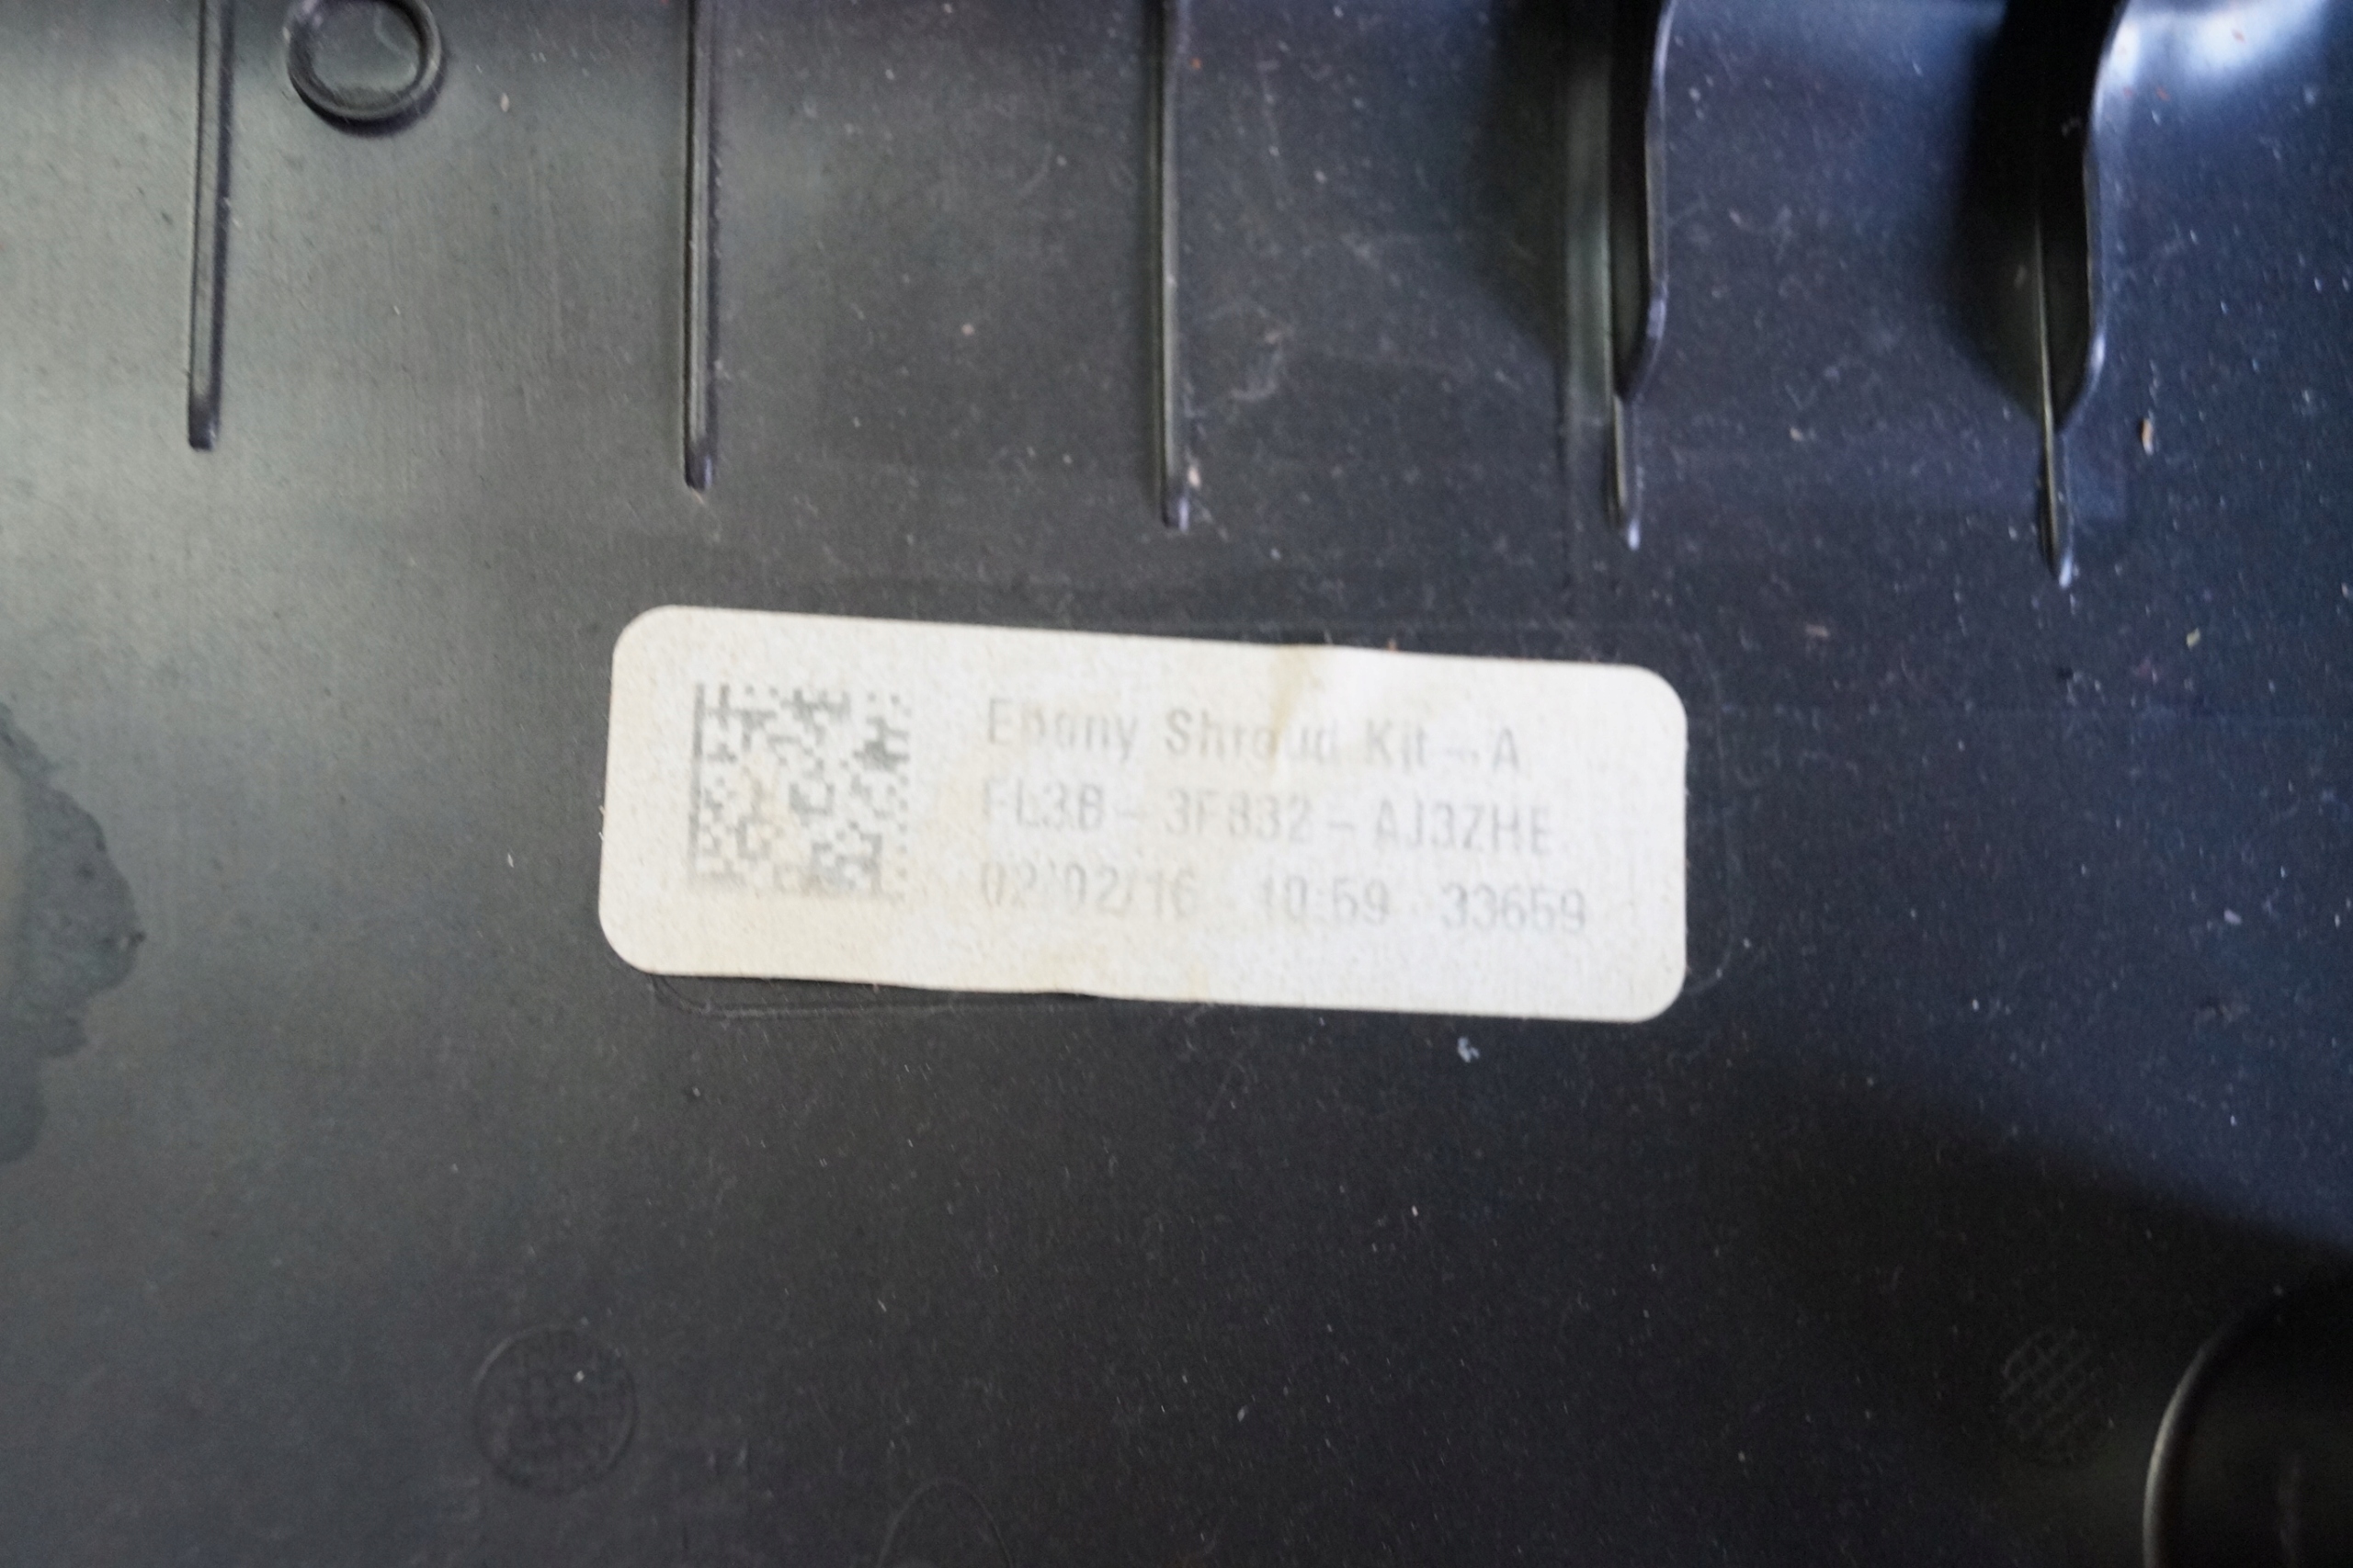 Ebony Shroud Kit - A
FL3B - 3F832 - AJ3ZHE
02/02/16 - 10:59 - 33659